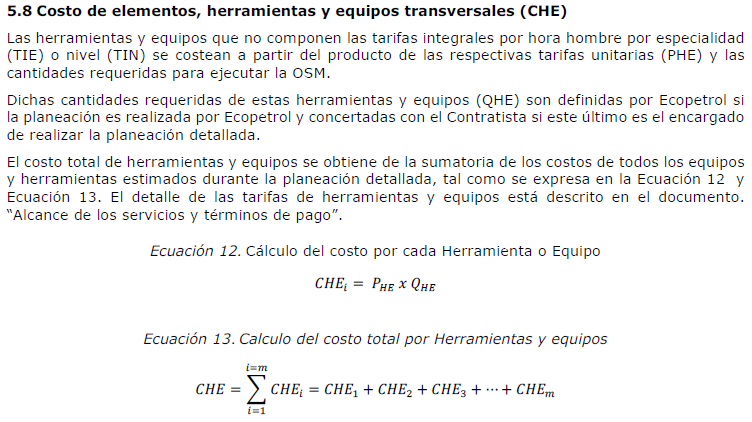 5.8 Costo de elementos, herramientas y equipos transversales (CHE)
Las herramientas y equipos que no componen las tarifas integrales por hora hombre por especialidad
(TIE) o nivel (TIN) se costean a partir del producto de las respectivas tarifas unitarias (PHE) y las
cantidades requeridas para ejecutar la OSM.
Dichas cantidades requeridas de estas herramientas y equipos (QHE) son definidas por Ecopetrol si
la planeación es realizada por Ecopetrol y concertadas con el Contratista si este último es el encargado
de realizar la planeación detallada.
El costo total de herramientas y equipos se obtiene de la sumatoria de los costos de todos los equipos
y herramientas estimados durante la planeación detallada, tal como se expresa en la Ecuación 12 y
Ecuación 13. El detalle de las tarifas de herramientas y equipos está descrito en el documento.
“Alcance de los servicios y términos de pago”.
Ecuación 12. Cálculo del costo por cada Herramienta o Equipo
CHE_i = P_HE x Q_HE
Ecuación 13. Calculo del costo total por Herramientas y equipos
i=m
CHE = ∑ CHE_i = CHE_1 + CHE_2 + CHE_3 + ⋯ + CHE_m
i=1